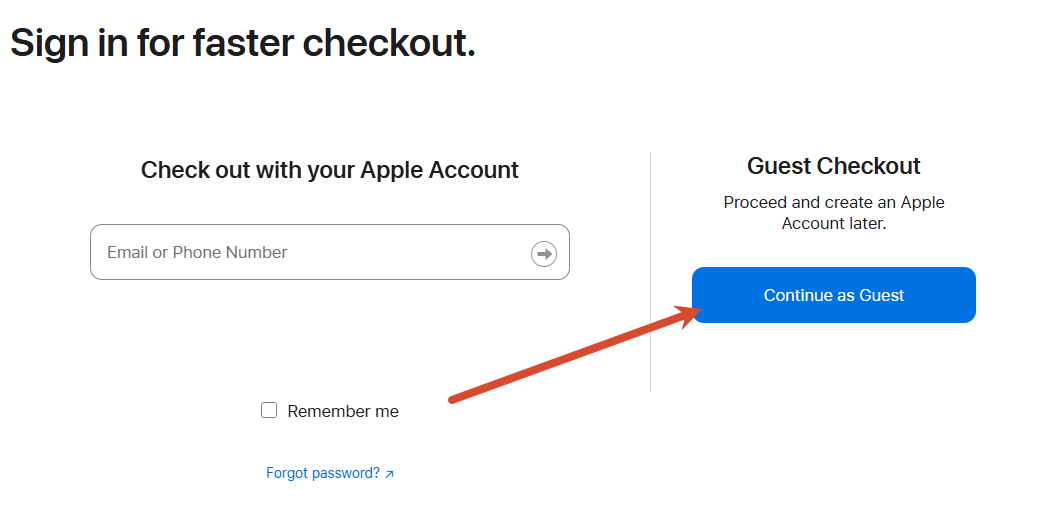 Sign in for faster checkout.
Check out with your Apple Account
Email or Phone Number
Remember me
Forgot password? ↗
Guest Checkout
Proceed and create an Apple
Account later.
Continue as Guest